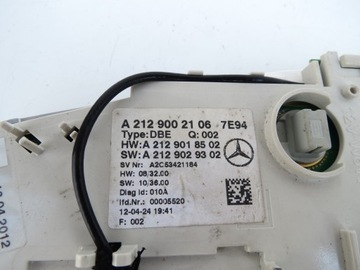 A 212 900 21 06 7E94
Type: DBE Q: 002
HW: A 212 901 85 02
SW: A 212 902 93 02
SV Nr: A2C53421184
HW: 08/32.00
SW: 10.36.00
Diag Id: 010A
lfd.Nr.: 00005520
12-04-24 19:41
F: 002
.04.2012